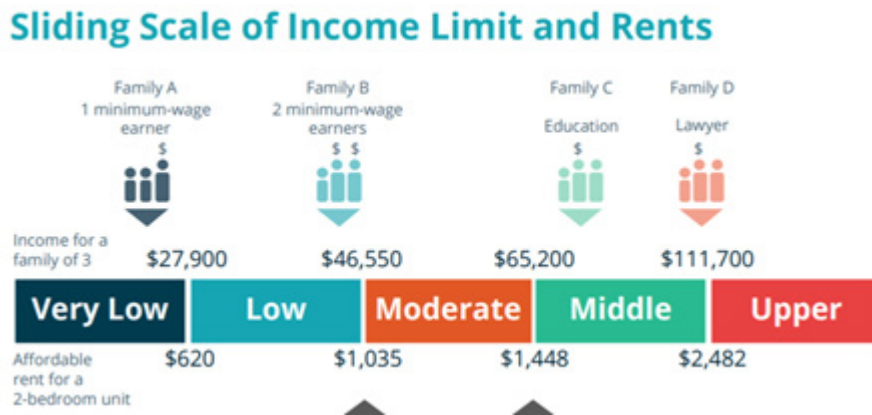 Sliding Scale of Income Limit and Rents
Family A
1 minimum-wage
earner
$
Family B
2 minimum-wage
earners
$ $
Family C
Education
$
Family D
Lawyer
$
Income for a
family of 3
$27,900
$46,550
$65,200
$111,700
Very Low
Low
Moderate
Middle
Upper
Affordable
rent for a
2-bedroom unit
$620
$1,035
$1,448
$2,482